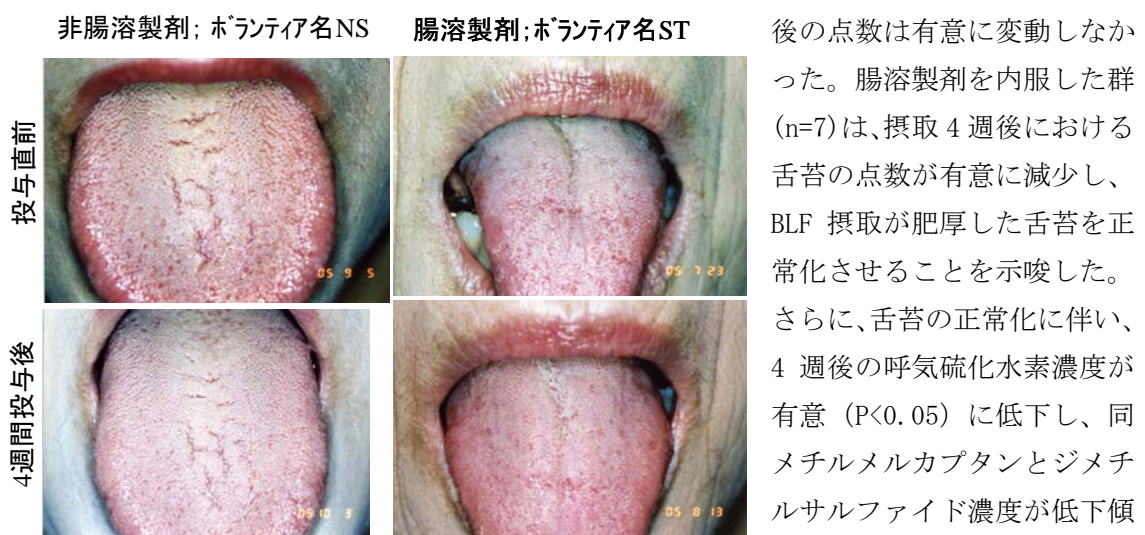 非腸溶製剤; ボランティア名NS
腸溶製剤;ボランティア名ST
投与直前
05 9 5
05 7 23
4週間投与後
05 10 3
05 8 13
後の点数は有意に変動しなか
った。腸溶製剤を内服した群
(n=7)は、摂取 4 週後における
舌苔の点数が有意に減少し、
BLF 摂取が肥厚した舌苔を正
常化させることを示唆した。
さらに、舌苔の正常化に伴い、
4 週後の呼気硫化水素濃度が
有意 (P<0.05) に低下し、同
メチルメルカプタンとジメチ
ルサルファイド濃度が低下傾